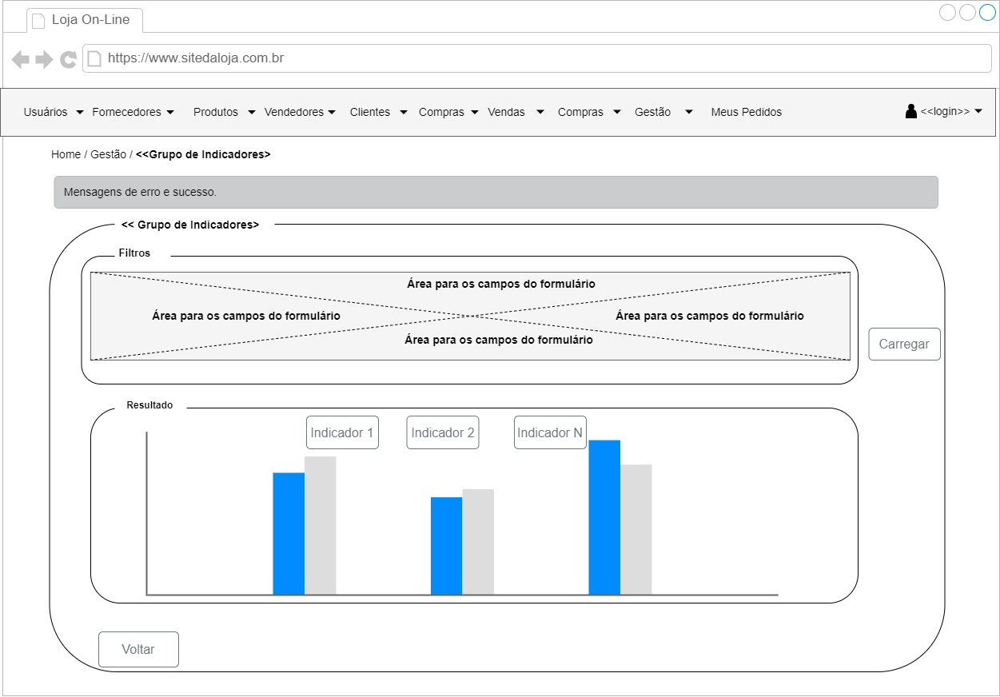 Loja On-Line
https://www.sitedaloja.com.br
Usuários Fornecedores Produtos Vendedores Clientes Compras Vendas Compras Gestão Meus Pedidos <<login>>
Home / Gestão / <<Grupo de Indicadores>
Mensagens de erro e sucesso.
<< Grupo de Indicadores>
Filtros
Área para os campos do formulário
Área para os campos do formulário Área para os campos do formulário
Área para os campos do formulário
Carregar
Resultado
Indicador 1 Indicador 2 Indicador N
Voltar